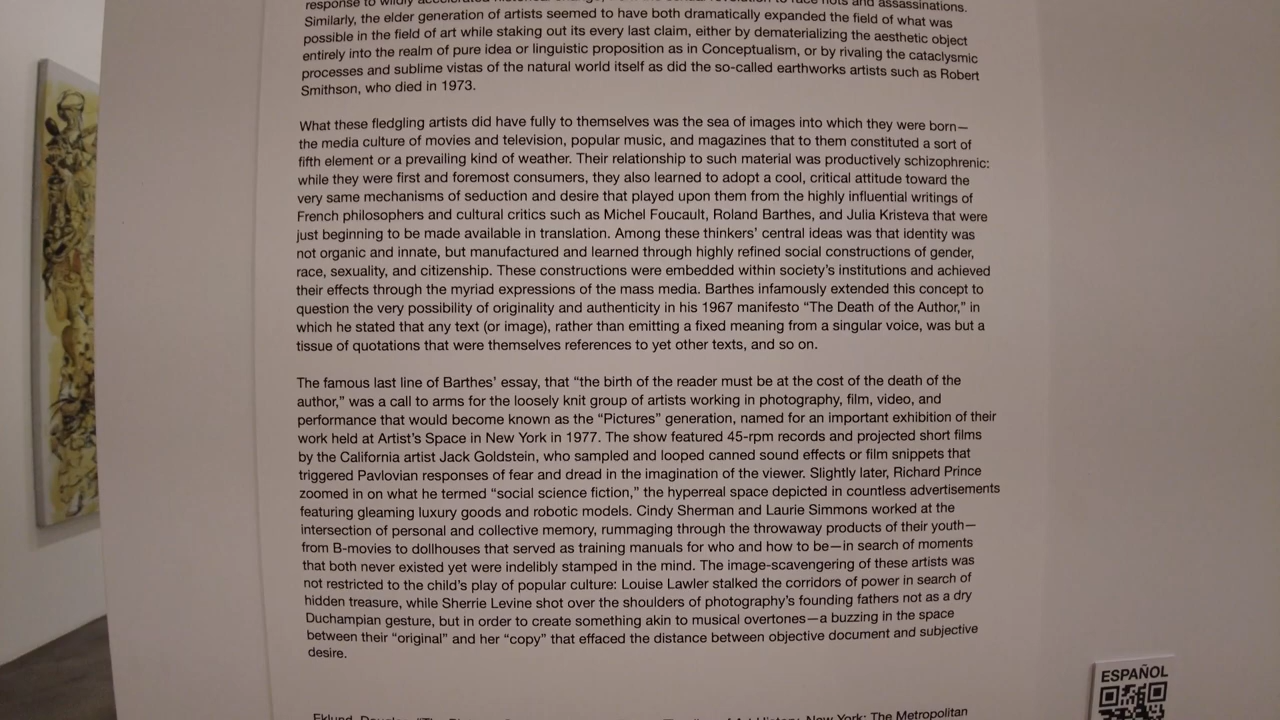 response to wildly accelerated historical change, from the sexual revolution to race riots and assassinations.
Similarly, the elder generation of artists seemed to have both dramatically expanded the field of what was
possible in the field of art while staking out its every last claim, either by dematerializing the aesthetic object
entirely into the realm of pure idea or linguistic proposition as in Conceptualism, or by rivaling the cataclysmic
processes and sublime vistas of the natural world itself as did the so-called earthworks artists such as Robert
Smithson, who died in 1973.
What these fledgling artists did have fully to themselves was the sea of images into which they were born—
the media culture of movies and television, popular music, and magazines that to them constituted a sort of
fifth element or a prevailing kind of weather. Their relationship to such material was productively schizophrenic:
while they were first and foremost consumers, they also learned to adopt a cool, critical attitude toward the
very same mechanisms of seduction and desire that played upon them from the highly influential writings of
French philosophers and cultural critics such as Michel Foucault, Roland Barthes, and Julia Kristeva that were
just beginning to be made available in translation. Among these thinkers’ central ideas was that identity was
not organic and innate, but manufactured and learned through highly refined social constructions of gender,
race, sexuality, and citizenship. These constructions were embedded within society’s institutions and achieved
their effects through the myriad expressions of the mass media. Barthes infamously extended this concept to
question the very possibility of originality and authenticity in his 1967 manifesto “The Death of the Author,” in
which he stated that any text (or image), rather than emitting a fixed meaning from a singular voice, was but a
tissue of quotations that were themselves references to yet other texts, and so on.
The famous last line of Barthes’ essay, that “the birth of the reader must be at the cost of the death of the
author,” was a call to arms for the loosely knit group of artists working in photography, film, video, and
performance that would become known as the “Pictures” generation, named for an important exhibition of their
work held at Artist’s Space in New York in 1977. The show featured 45-rpm records and projected short films
by the California artist Jack Goldstein, who sampled and looped canned sound effects or film snippets that
triggered Pavlovian responses of fear and dread in the imagination of the viewer. Slightly later, Richard Prince
zoomed in on what he termed “social science fiction,” the hyperreal space depicted in countless advertisements
featuring gleaming luxury goods and robotic models. Cindy Sherman and Laurie Simmons worked at the
intersection of personal and collective memory, rummaging through the throwaway products of their youth—
from B-movies to dollhouses that served as training manuals for who and how to be—in search of moments
that both never existed yet were indelibly stamped in the mind. The image-scavengering of these artists was
not restricted to the child’s play of popular culture: Louise Lawler stalked the corridors of power in search of
hidden treasure, while Sherrie Levine shot over the shoulders of photography’s founding fathers not as a dry
Duchampian gesture, but in order to create something akin to musical overtones—a buzzing in the space
between their “original” and her “copy” that effaced the distance between objective document and subjective
desire.
ESPAÑOL
Eklund, New York: The Metropolitan